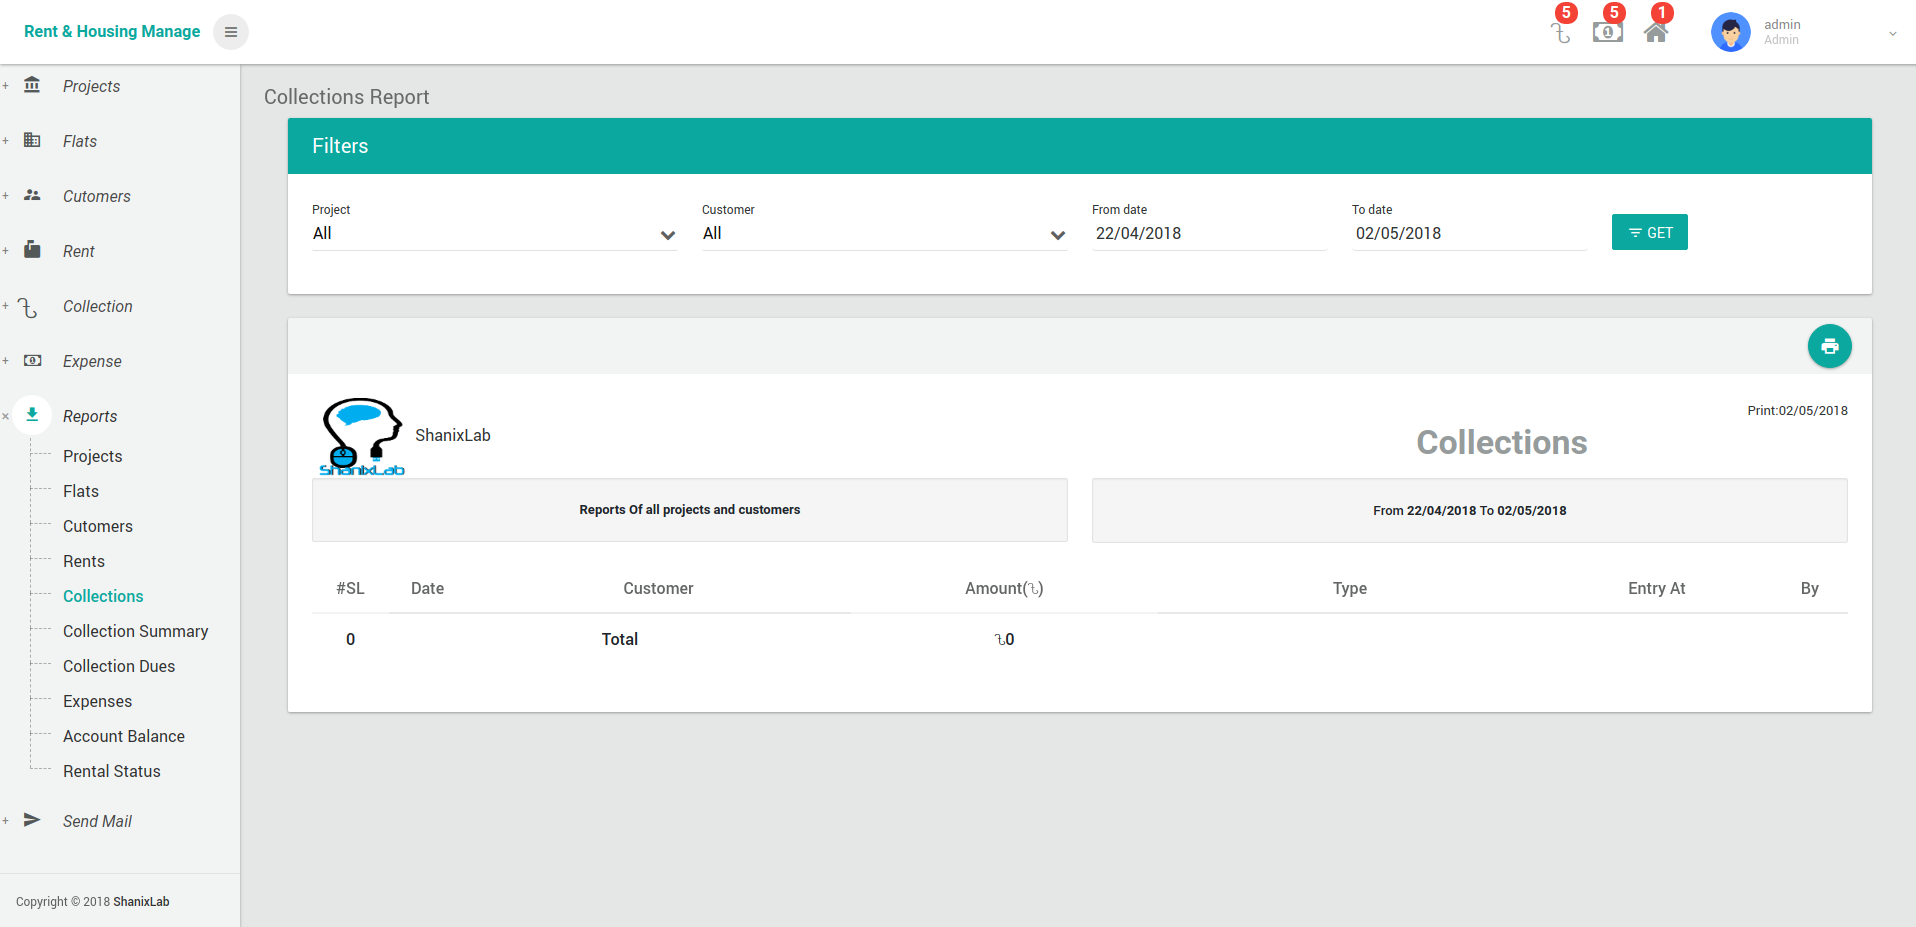 Rent & Housing Manage
5
5
1
admin
Admin
Projects
Flats
Cutomers
Rent
Collection
Expense
Reports
Projects
Flats
Cutomers
Rents
Collections
Collection Summary
Collection Dues
Expenses
Account Balance
Rental Status
Send Mail
Copyright © 2018 ShanixLab
Collections Report
Filters
Project
All
Customer
All
From date
22/04/2018
To date
02/05/2018
GET
ShanixLab
ShanixLab
Print:02/05/2018
Collections
Reports Of all projects and customers
From 22/04/2018 To 02/05/2018
#SL Date Customer Amount(৳) Type Entry At By
0 Total ৳0